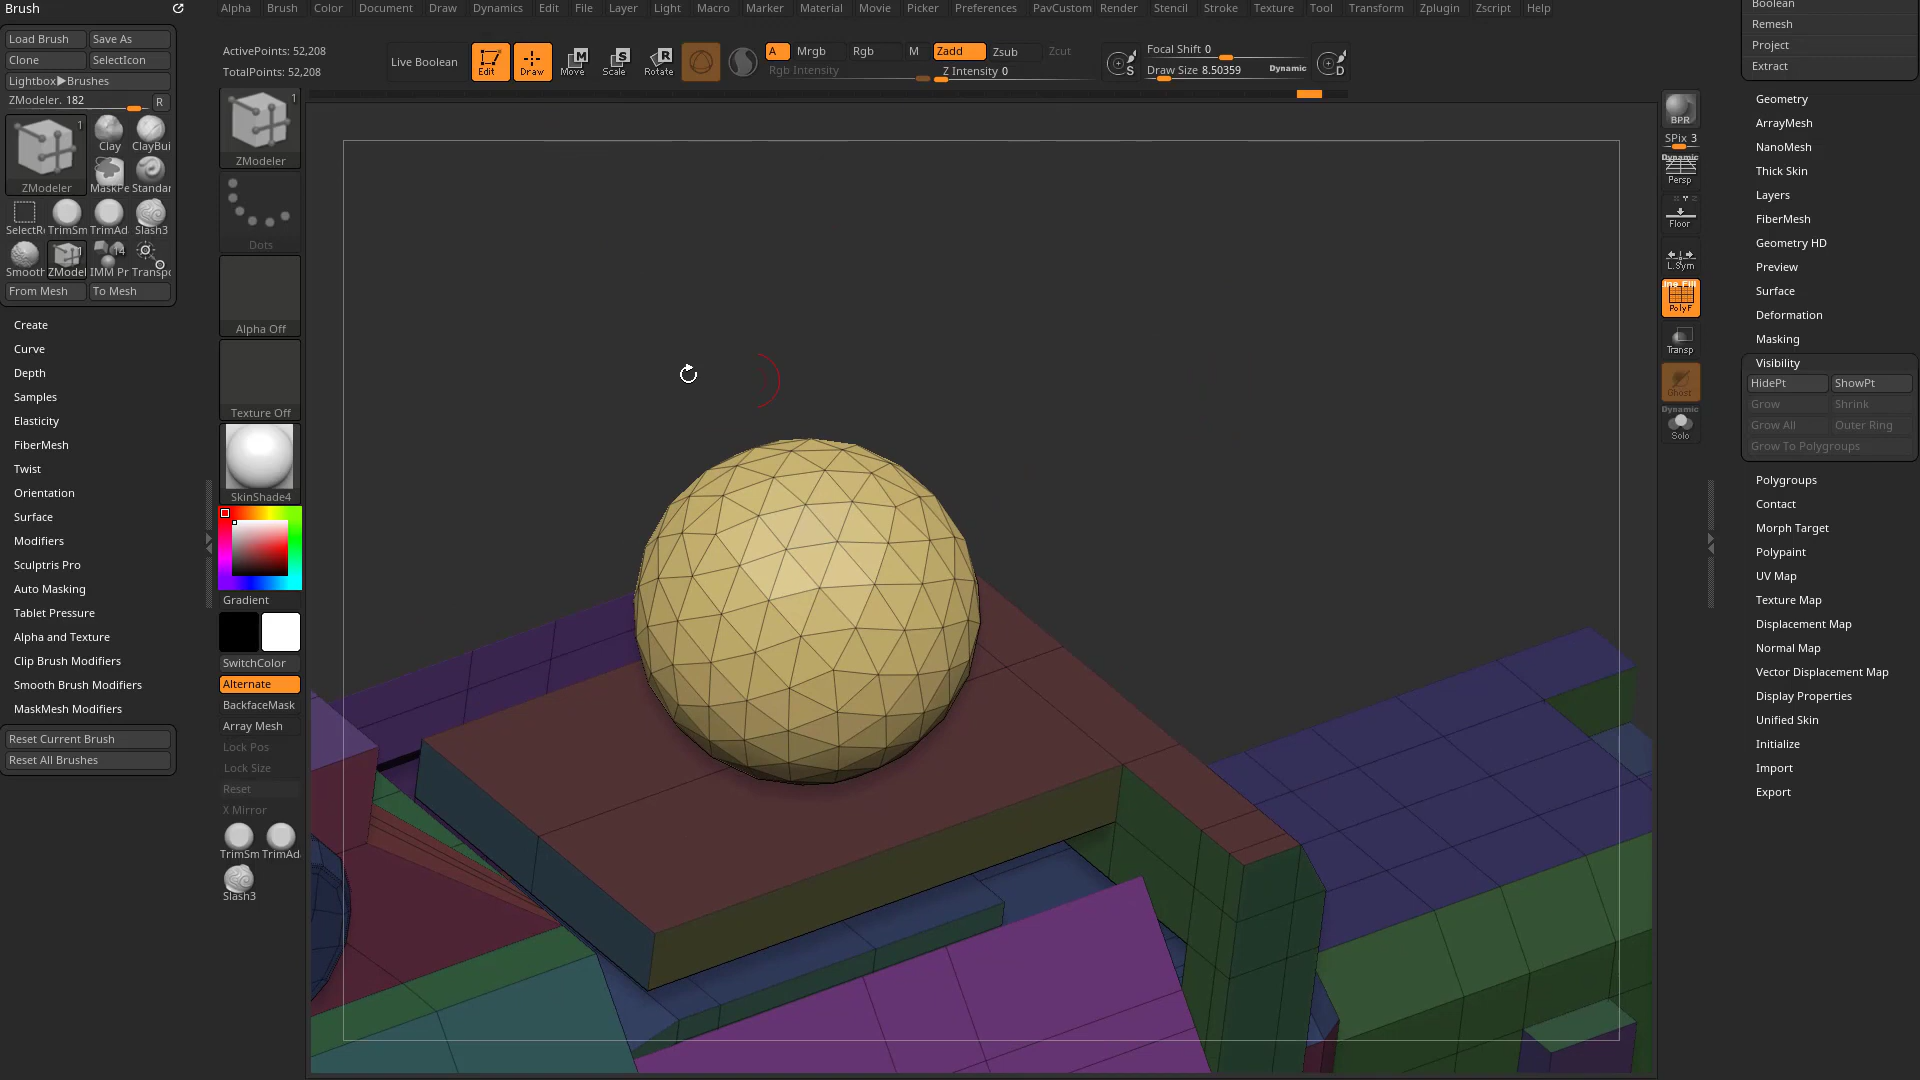 Brush
Alpha Brush Color Document Draw Dynamics Edit File Layer Light Macro Marker Material Movie Picker Preferences PavCustom Render Stencil Stroke Texture Tool Transform Zplugin Zscript Help
Load Brush Save As
Clone SelectIcon
Lightbox▶Brushes
ZModeler. 182 R
1
ZModeler
Clay ClayBui
MaskPe Standar
SelectRe TrimSm TrimAd Slash3
1 14
Smooth ZModel IMM Pr Transpo
From Mesh To Mesh
Create
Curve
Depth
Samples
Elasticity
FiberMesh
Twist
Orientation
Surface
Modifiers
Sculptris Pro
Auto Masking
Tablet Pressure
Alpha and Texture
Clip Brush Modifiers
Smooth Brush Modifiers
MaskMesh Modifiers
Reset Current Brush
Reset All Brushes
ActivePoints: 52,208
TotalPoints: 52,208
Live Boolean
Edit Draw Move Scale Rotate
A Mrgb Rgb M Zadd Zsub Zcut
Rgb Intensity Z Intensity 0
S Focal Shift 0
Draw Size 8.50359 Dynamic D
1
ZModeler
Dots
Alpha Off
Texture Off
SkinShade4
Gradient
SwitchColor
Alternate
BackfaceMask
Array Mesh
Lock Pos
Lock Size
Reset
X Mirror
TrimSm TrimAd
Slash3
BPR
SPix 3
Dynamic
Persp
Floor
L.Sym
Line Fill
PolyF
Transp
Ghost
Dynamic
Solo
Boolean
Remesh
Project
Extract
Geometry
ArrayMesh
NanoMesh
Thick Skin
Layers
FiberMesh
Geometry HD
Preview
Surface
Deformation
Masking
Visibility
HidePt ShowPt
Grow Shrink
Grow All Outer Ring
Grow To Polygroups
Polygroups
Contact
Morph Target
Polypaint
UV Map
Texture Map
Displacement Map
Normal Map
Vector Displacement Map
Display Properties
Unified Skin
Initialize
Import
Export